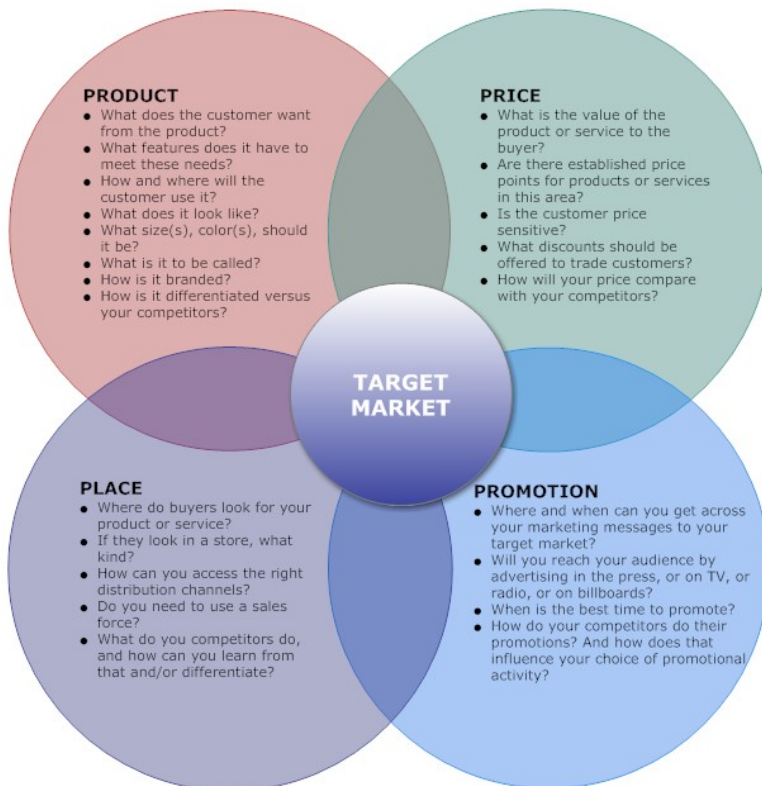 PRODUCT
● What does the customer want
from the product?
● What features does it have to
meet these needs?
● How and where will the
customer use it?
● What does it look like?
● What size(s), color(s), should
it be?
● What is it to be called?
● How is it branded?
● How is it differentiated versus
your competitors?
PRICE
● What is the value of the
product or service to the
buyer?
● Are there established price
points for products or services
in this area?
● Is the customer price
sensitive?
● What discounts should be
offered to trade customers?
● How will your price compare
with your competitors?
TARGET
MARKET
PLACE
● Where do buyers look for your
product or service?
● If they look in a store, what
kind?
● How can you access the right
distribution channels?
● Do you need to use a sales
force?
● What do you competitors do,
and how can you learn from
that and/or differentiate?
PROMOTION
● Where and when can you get across
your marketing messages to your
target market?
● Will you reach your audience by
advertising in the press, or on TV, or
radio, or on billboards?
● When is the best time to promote?
● How do your competitors do their
promotions? And how does that
influence your choice of promotional
activity?